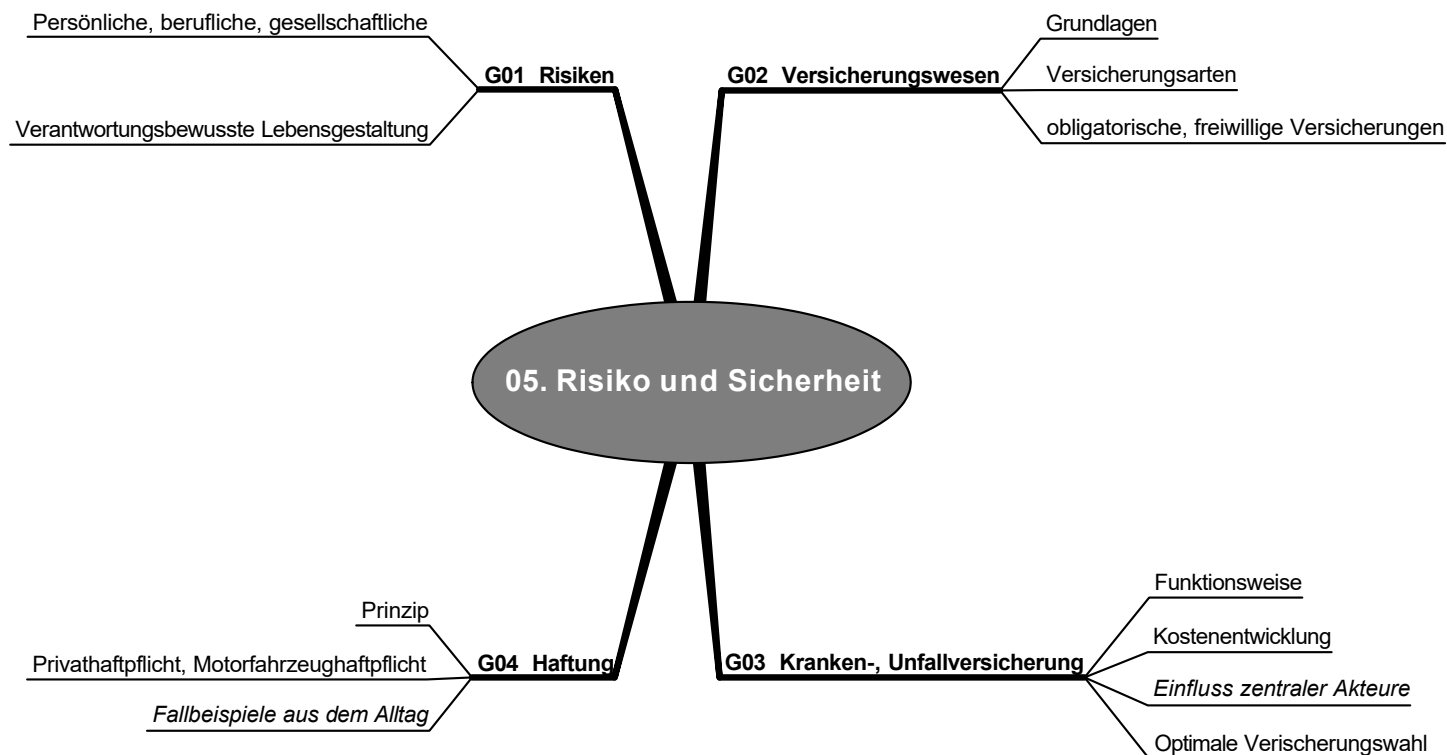 Persönliche, berufliche, gesellschaftliche
G01 Risiken
Verantwortungsbewusste Lebensgestaltung
Grundlagen
G02 Versicherungswesen
Versicherungsarten
obligatorische, freiwillige Versicherungen
05. Risiko und Sicherheit
Prinzip
Privathaftpflicht, Motorfahrzeughaftpflicht
G04 Haftung
Fallbeispiele aus dem Alltag
Funktionsweise
Kostenentwicklung
G03 Kranken-, Unfallversicherung
Einfluss zentraler Akteure
Optimale Verischerungswahl